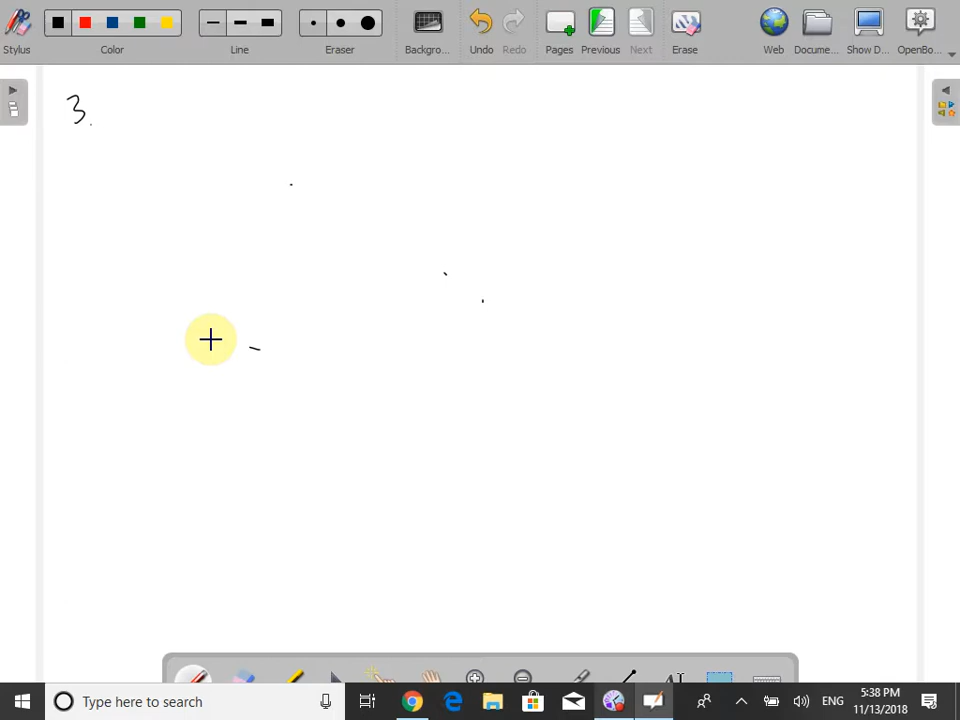 Stylus Color Line Eraser Backgro... Undo Redo Pages Previous Next Erase Web Docume... Show D... OpenBo...
3.
Type here to search
ENG
5:38 PM
11/13/2018